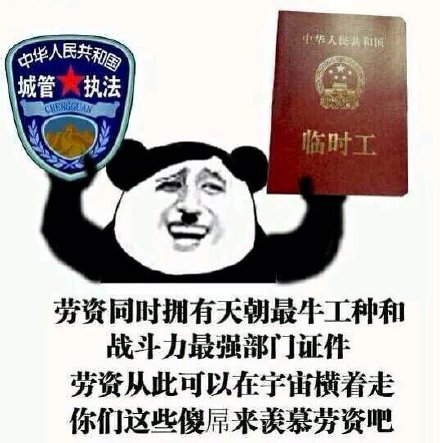 中华人民共和国
城管 执法
CHENGGUAN
中华人民共和国
临时工
劳资同时拥有天朝最牛工种和
战斗力最强部门证件
劳资从此可以在宇宙横着走
你们这些傻屌来羡慕劳资吧